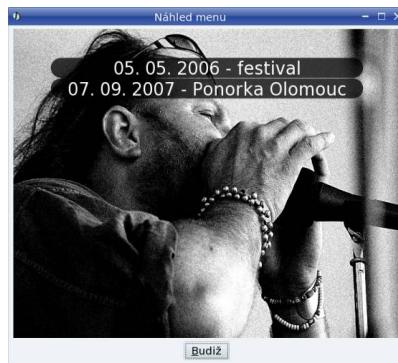 Náhled menu
05. 05. 2006 - festival
07. 09. 2007 - Ponorka Olomouc
Budiž